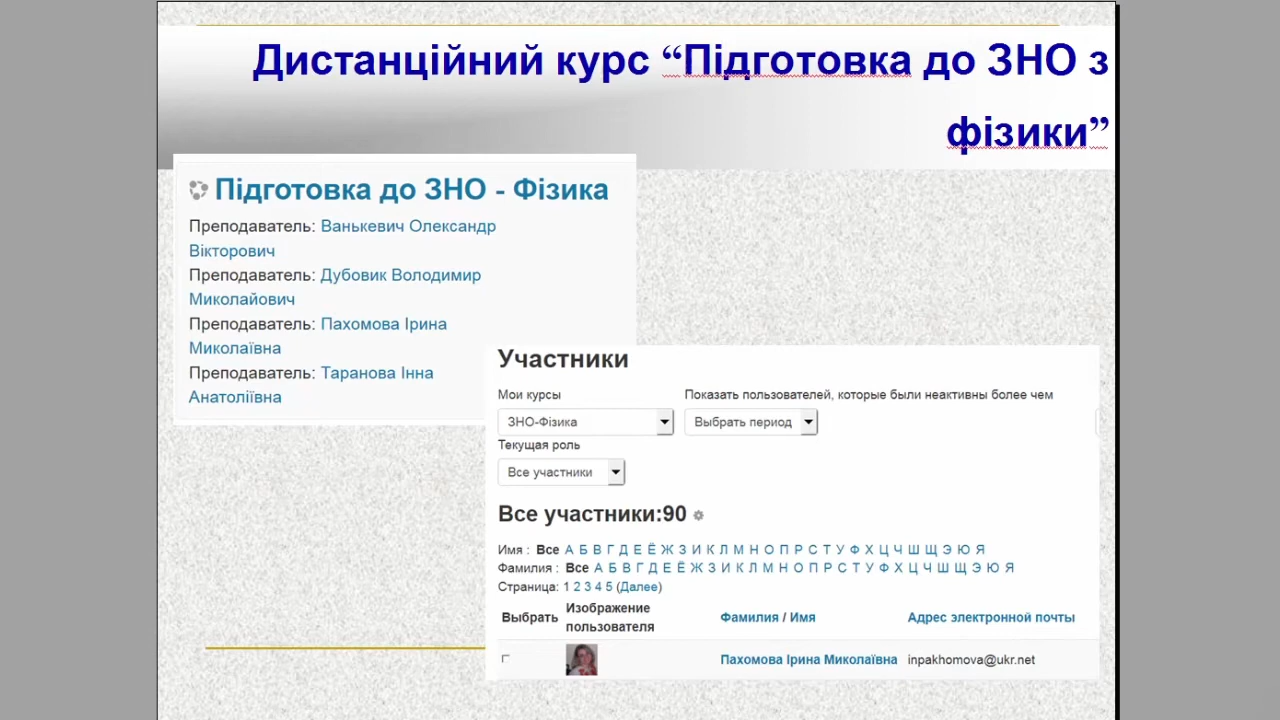 Дистанційний курс “Підготовка до ЗНО з
фізики”
Підготовка до ЗНО - Фізика
Преподаватель: Ванькевич Олександр
Вікторович
Преподаватель: Дубовик Володимир
Миколайович
Преподаватель: Пахомова Ірина
Миколаївна
Преподаватель: Таранова Інна
Анатоліївна
Участники
Мои курсы
Показать пользователей, которые были неактивны более чем
ЗНО-Фізика
Выбрать период
Текущая роль
Все участники
Все участники:90
Имя : Все А Б В Г Д Е Ё Ж З И К Л М Н О П Р С Т У Ф Х Ц Ч Ш Щ Э Ю Я
Фамилия : Все А Б В Г Д Е Ё Ж З И К Л М Н О П Р С Т У Ф Х Ц Ч Ш Щ Э Ю Я
Страница: 1 2 3 4 5 (Далее)
Выбрать Изображение пользователя Фамилия / Имя Адрес электронной почты
Пахомова Ірина Миколаївна inpakhomova@ukr.net